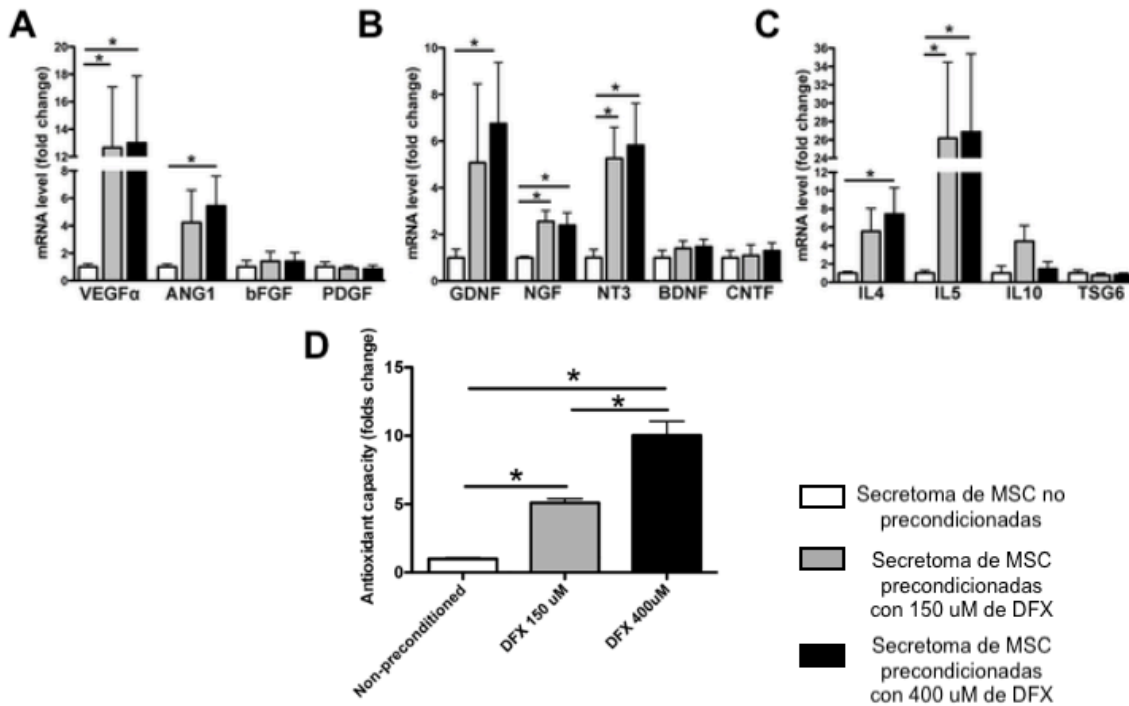 A
mRNA level (fold change)
20
18
16
14
12
8
6
4
2
0
*
*
*
VEGFα ANG1 bFGF PDGF
B
mRNA level (fold change)
10
8
6
4
2
0
*
*
*
*
*
GDNF NGF NT3 BDNF CNTF
C
mRNA level (fold change)
36
34
32
30
28
26
24
10
8
6
4
2
0
*
*
*
IL4 IL5 IL10 TSG6
D
Antioxidant capacity (folds change)
15
10
5
0
*
*
*
Non-preconditioned
DFX 150 uM
DFX 400uM
Secretoma de MSC no
precondicionadas
Secretoma de MSC
precondicionadas
con 150 uM de DFX
Secretoma de MSC
precondicionadas
con 400 uM de DFX